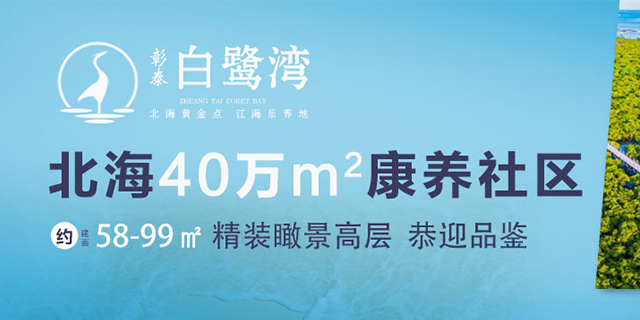 彰泰 白鹭湾
ZHEANG TAI EGRET BAY
北海黄金点 江海乐养地
北海40万m²康养社区
约 建面 58-99㎡ 精装瞰景高层 恭迎品鉴